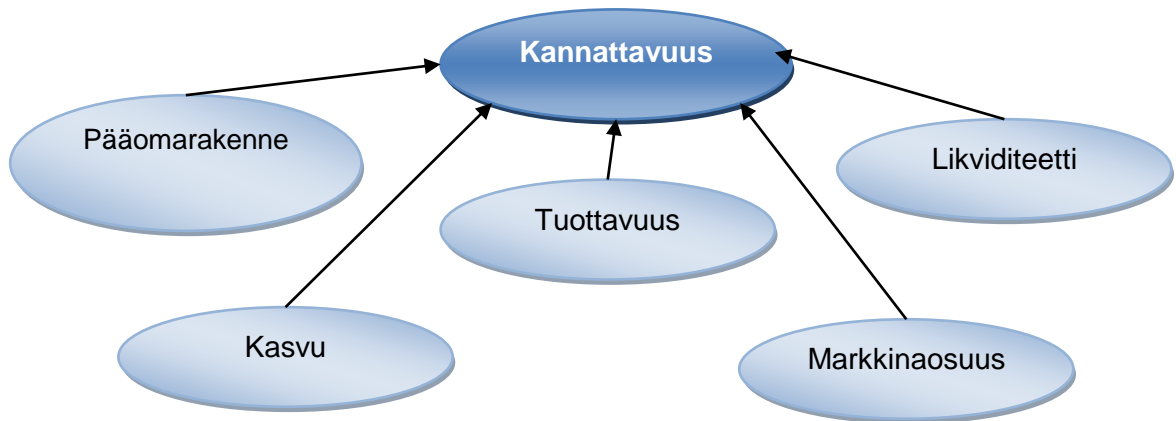 Kannattavuus
Pääomarakenne
Likviditeetti
Tuottavuus
Kasvu
Markkinaosuus